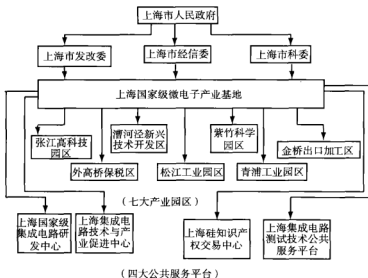 上海市人民政府
上海市发改委
上海市经信委
上海市科委
上海国家级微电子产业基地
张江高科技
园区
漕河泾新兴
技术开发区
紫竹科学
园区
金桥出口加工区
外高桥保税区
松江工业园区
青浦工业园区
(七大产业园区)
上海国家级
集成电路研
发中心
上海集成电
路技术与产
业促进中心
上海硅知识产
权交易中心
上海集成电路
测试技术公共
服务平台
(四大公共服务平台)